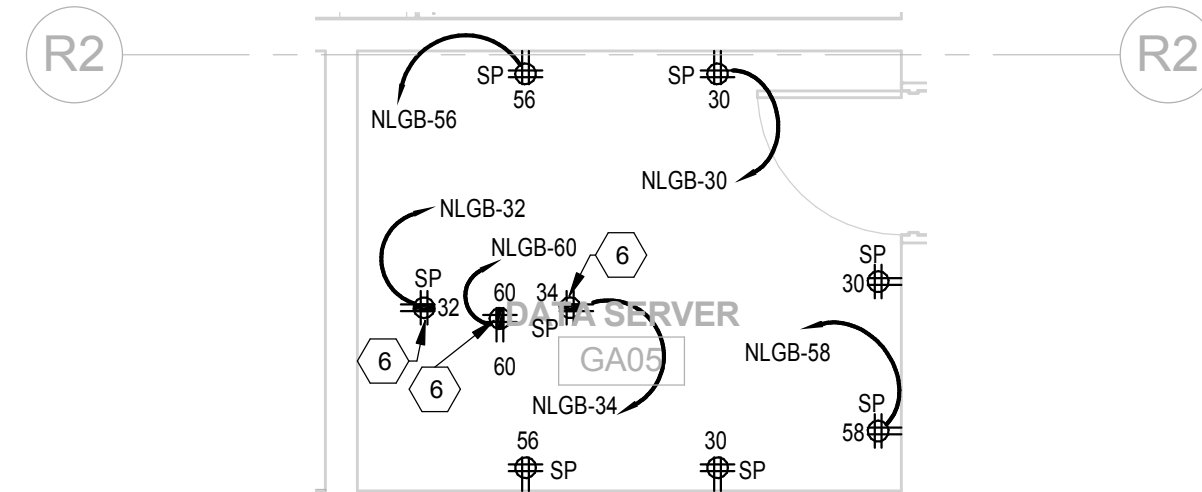 R2
R2
SP
56
SP
30
NLGB-56
NLGB-30
NLGB-32
NLGB-60
6
SP
32
60
34
SP
30
DATA SERVER
SP
6
60
GA05
NLGB-58
6
NLGB-34
SP
58
56
SP
30
SP